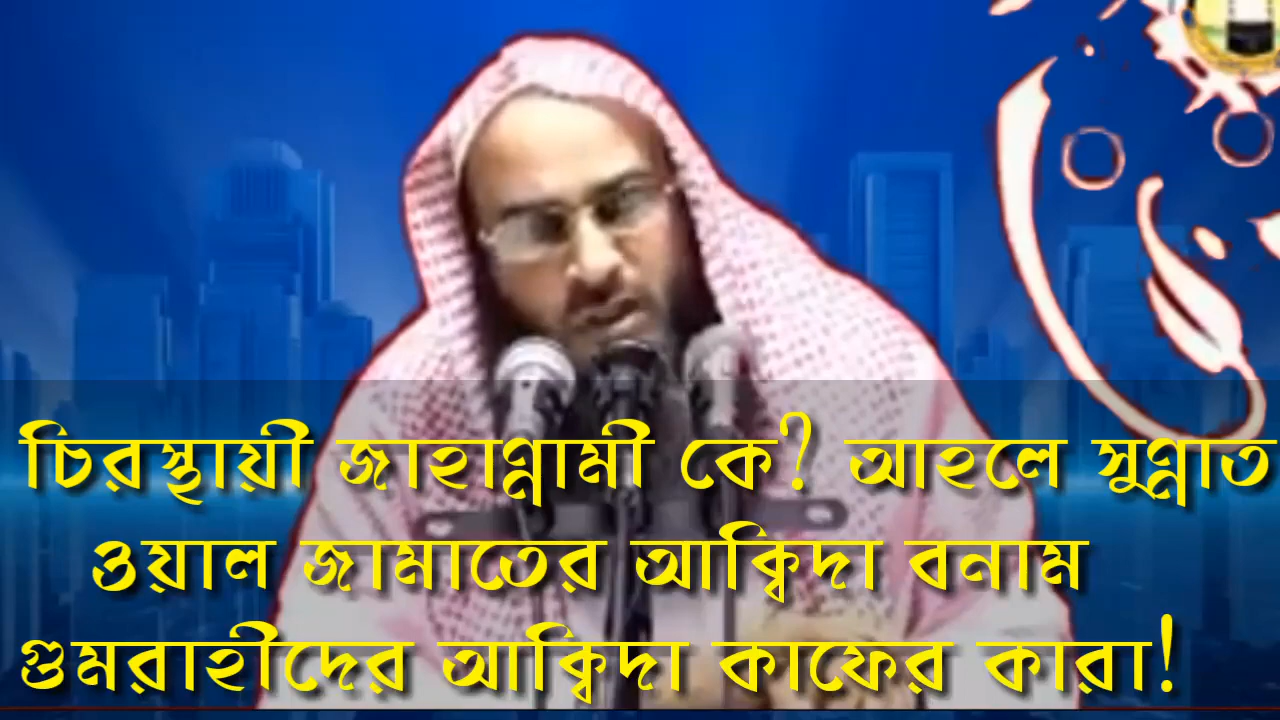 চিরস্থায়ী জাহান্নামী কে? আহলে সুন্নাত
ওয়াল জামাতের আক্বিদা বনাম
গুমরাহীদের আক্বিদা কাফের কারা!